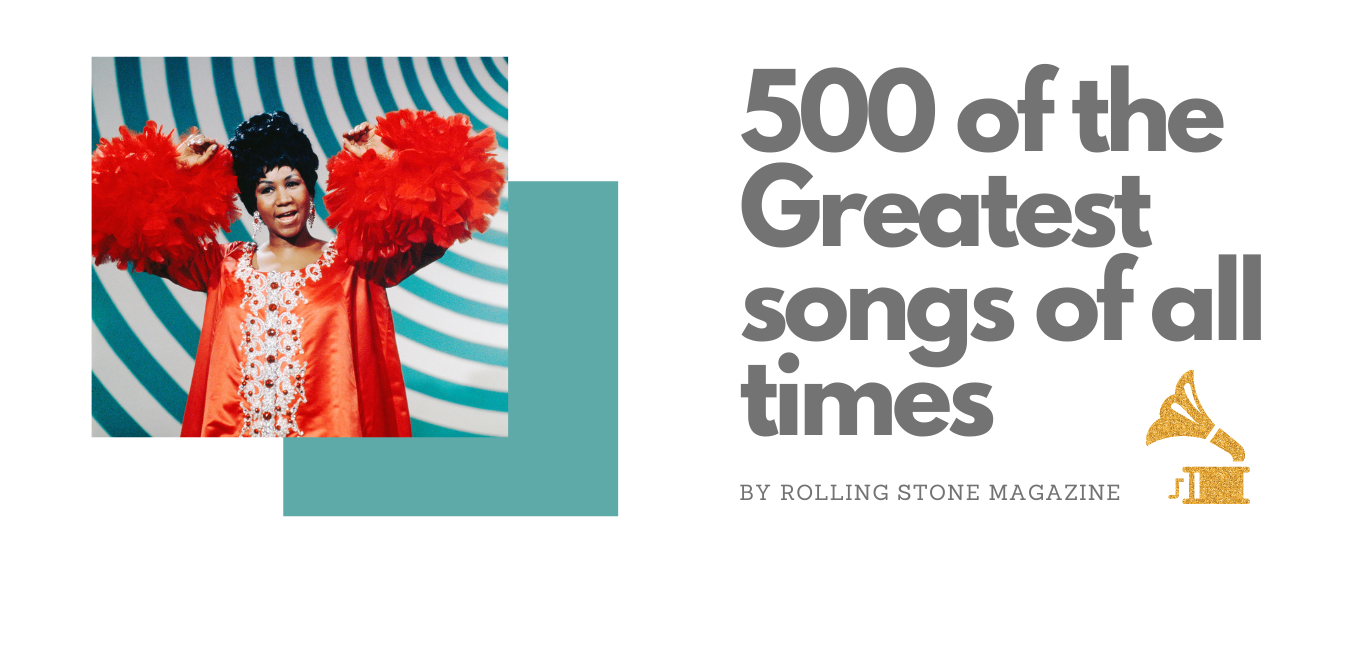 500 of the
Greatest
songs of all
times
BY ROLLING STONE MAGAZINE